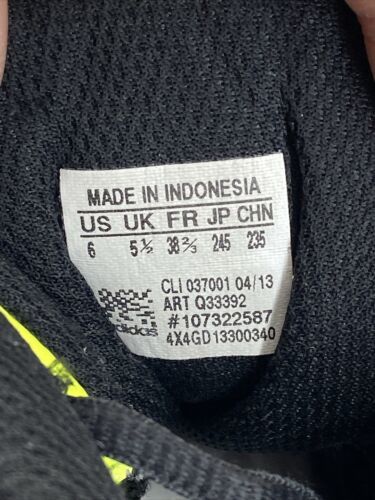 MADE IN INDONESIA
US UK FR JP CHN
6 5½ 38⅔ 245 235
CLI 037001 04/13
ART Q33392
#107322587
adidas 4X4GD13300340